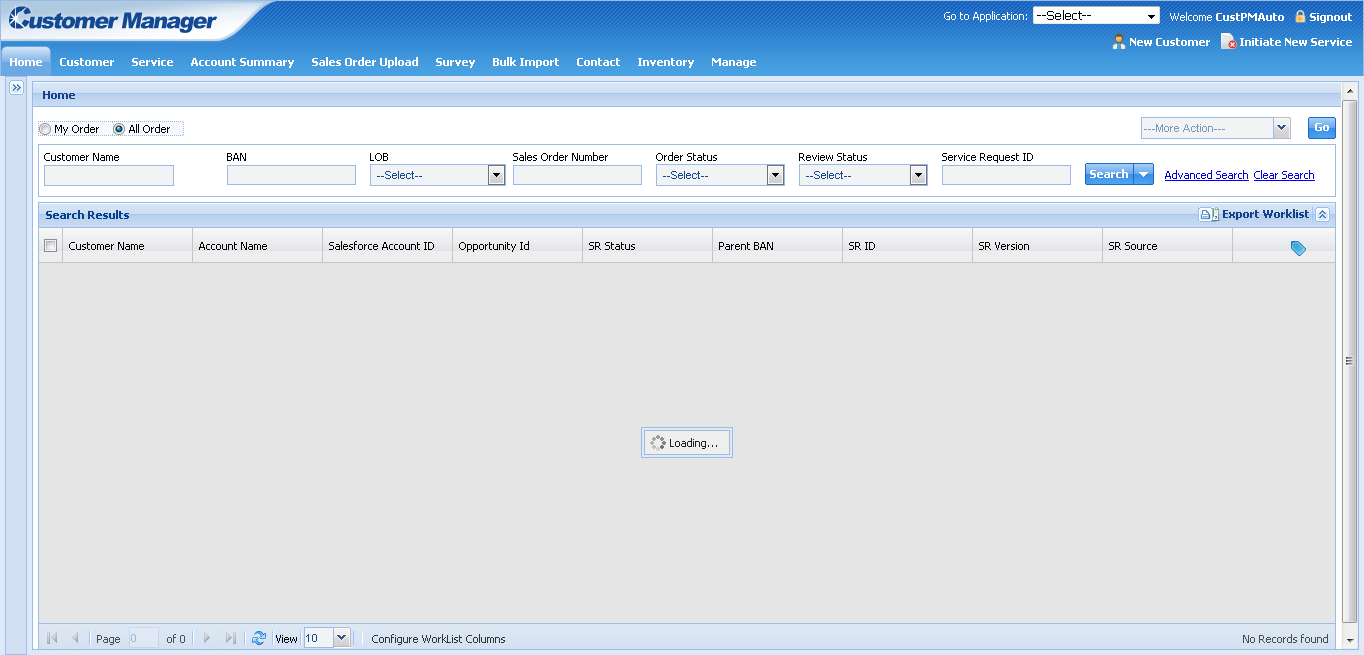 Customer Manager
Go to Application: --Select-- Welcome CustPMAuto Signout
New Customer Initiate New Service
Home Customer Service Account Summary Sales Order Upload Survey Bulk Import Contact Inventory Manage
Home
My Order All Order ---More Action--- Go
Customer Name BAN LOB Sales Order Number Order Status Review Status Service Request ID
--Select-- --Select-- --Select-- Search Advanced Search Clear Search
Search Results Export Worklist
Customer Name Account Name Salesforce Account ID Opportunity Id SR Status Parent BAN SR ID SR Version SR Source
Loading...
Page 0 of 0 View 10 Configure WorkList Columns No Records found